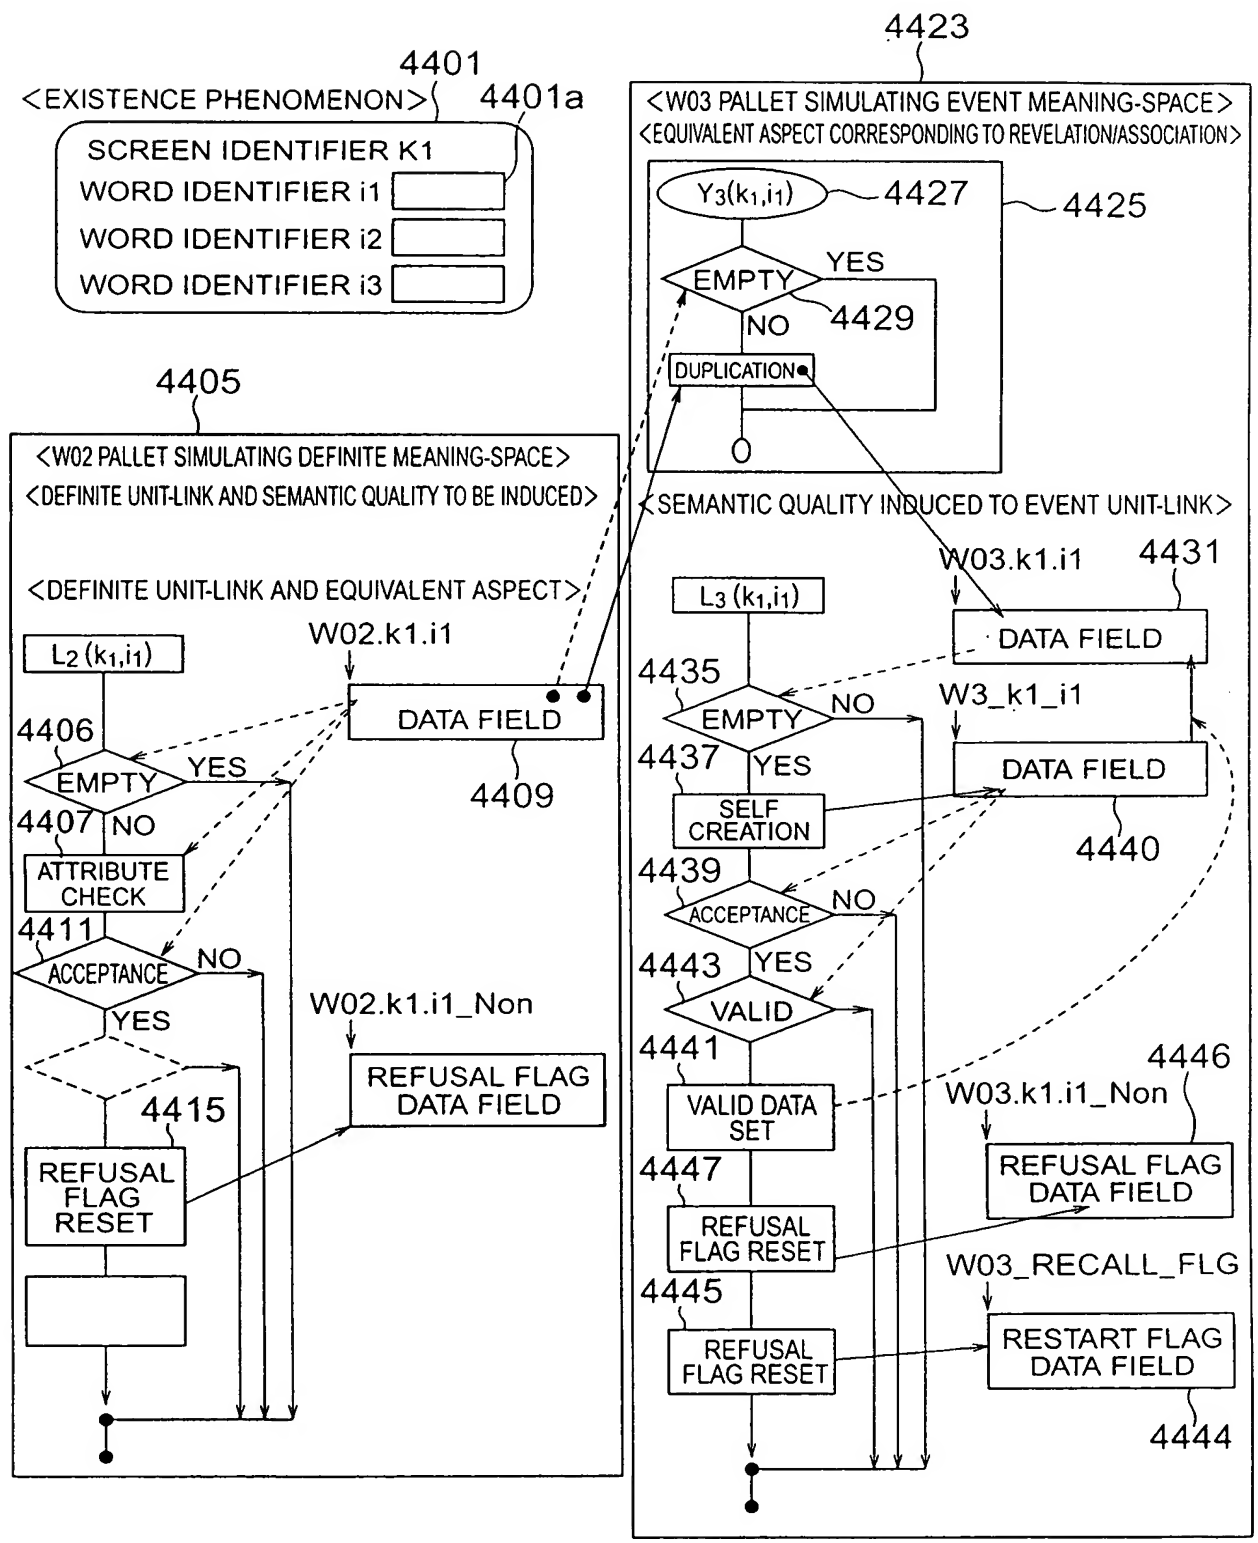 4423
4401
<EXISTENCE PHENOMENON>
4401a
SCREEN IDENTIFIER K1
WORD IDENTIFIER i1
WORD IDENTIFIER i2
WORD IDENTIFIER i3
<W03 PALLET SIMULATING EVENT MEANING-SPACE>
<EQUIVALENT ASPECT CORRESPONDING TO REVELATION/ASSOCIATION>
Y3(k1,i1)
4427
4425
EMPTY
YES
4429
NO
DUPLICATION
4405
<W02 PALLET SIMULATING DEFINITE MEANING-SPACE>
<DEFINITE UNIT-LINK AND SEMANTIC QUALITY TO BE INDUCED>
<DEFINITE UNIT-LINK AND EQUIVALENT ASPECT>
L2(k1,i1)
W02.k1.i1
DATA FIELD
4409
4406
EMPTY
YES
4407
NO
ATTRIBUTE
CHECK
4411
ACCEPTANCE
NO
YES
W02.k1.i1_Non
REFUSAL FLAG
DATA FIELD
4415
REFUSAL
FLAG
RESET
<SEMANTIC QUALITY INDUCED TO EVENT UNIT-LINK>
W03.k1.i1
4431
L3(k1,i1)
DATA FIELD
4435
EMPTY
NO
W3_k1_i1
4437
YES
DATA FIELD
SELF
CREATION
4440
4439
ACCEPTANCE
NO
4443
YES
VALID
4441
VALID DATA
SET
4446
W03.k1.i1_Non
4447
REFUSAL FLAG
DATA FIELD
REFUSAL
FLAG RESET
W03_RECALL_FLG
4445
REFUSAL
FLAG RESET
RESTART FLAG
DATA FIELD
4444